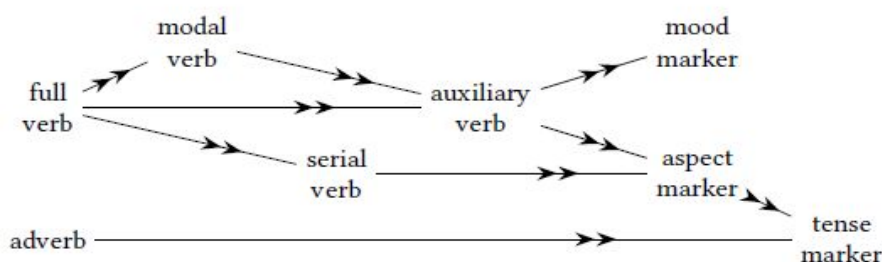 modal
verb
mood
marker
full
verb
auxiliary
verb
serial
verb
aspect
marker
adverb
tense
marker